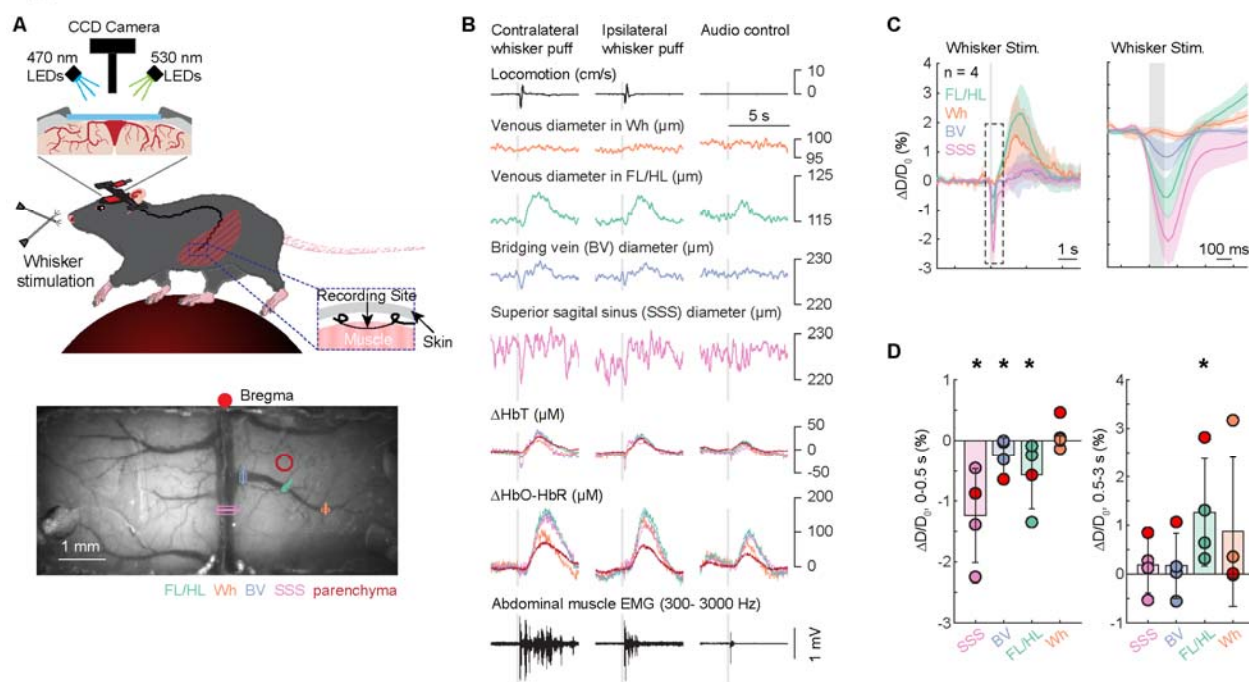 A
CCD Camera
470 nm
LEDs
530 nm
LEDs
Whisker
stimulation
Recording Site
Muscle
Skin
Bregma
1 mm
FL/HL Wh BV SSS parenchyma
B
Contralateral
whisker puff
Ipsilateral
whisker puff
Audio control
Locomotion (cm/s)
10
0
5 s
Venous diameter in Wh (µm)
100
95
Venous diameter in FL/HL (µm)
125
115
Bridging vein (BV) diameter (µm)
230
220
Superior sagital sinus (SSS) diameter (µm)
230
220
ΔHbT (µM)
50
0
-50
ΔHbO-HbR (µM)
200
100
0
Abdominal muscle EMG (300- 3000 Hz)
1 mV
C
Whisker Stim.
n = 4
FL/HL
Wh
BV
SSS
ΔD/D₀ (%)
4
3
2
1
0
-1
-2
-3
1 s
Whisker Stim.
100 ms
D
* * *
ΔD/D₀, 0-0.5 s (%)
1
0
-1
-2
-3
SSS
BV
FL/HL
Wh
*
ΔD/D₀, 0.5-3 s (%)
4
3
2
1
0
-1
SSS
BV
FL/HL
Wh